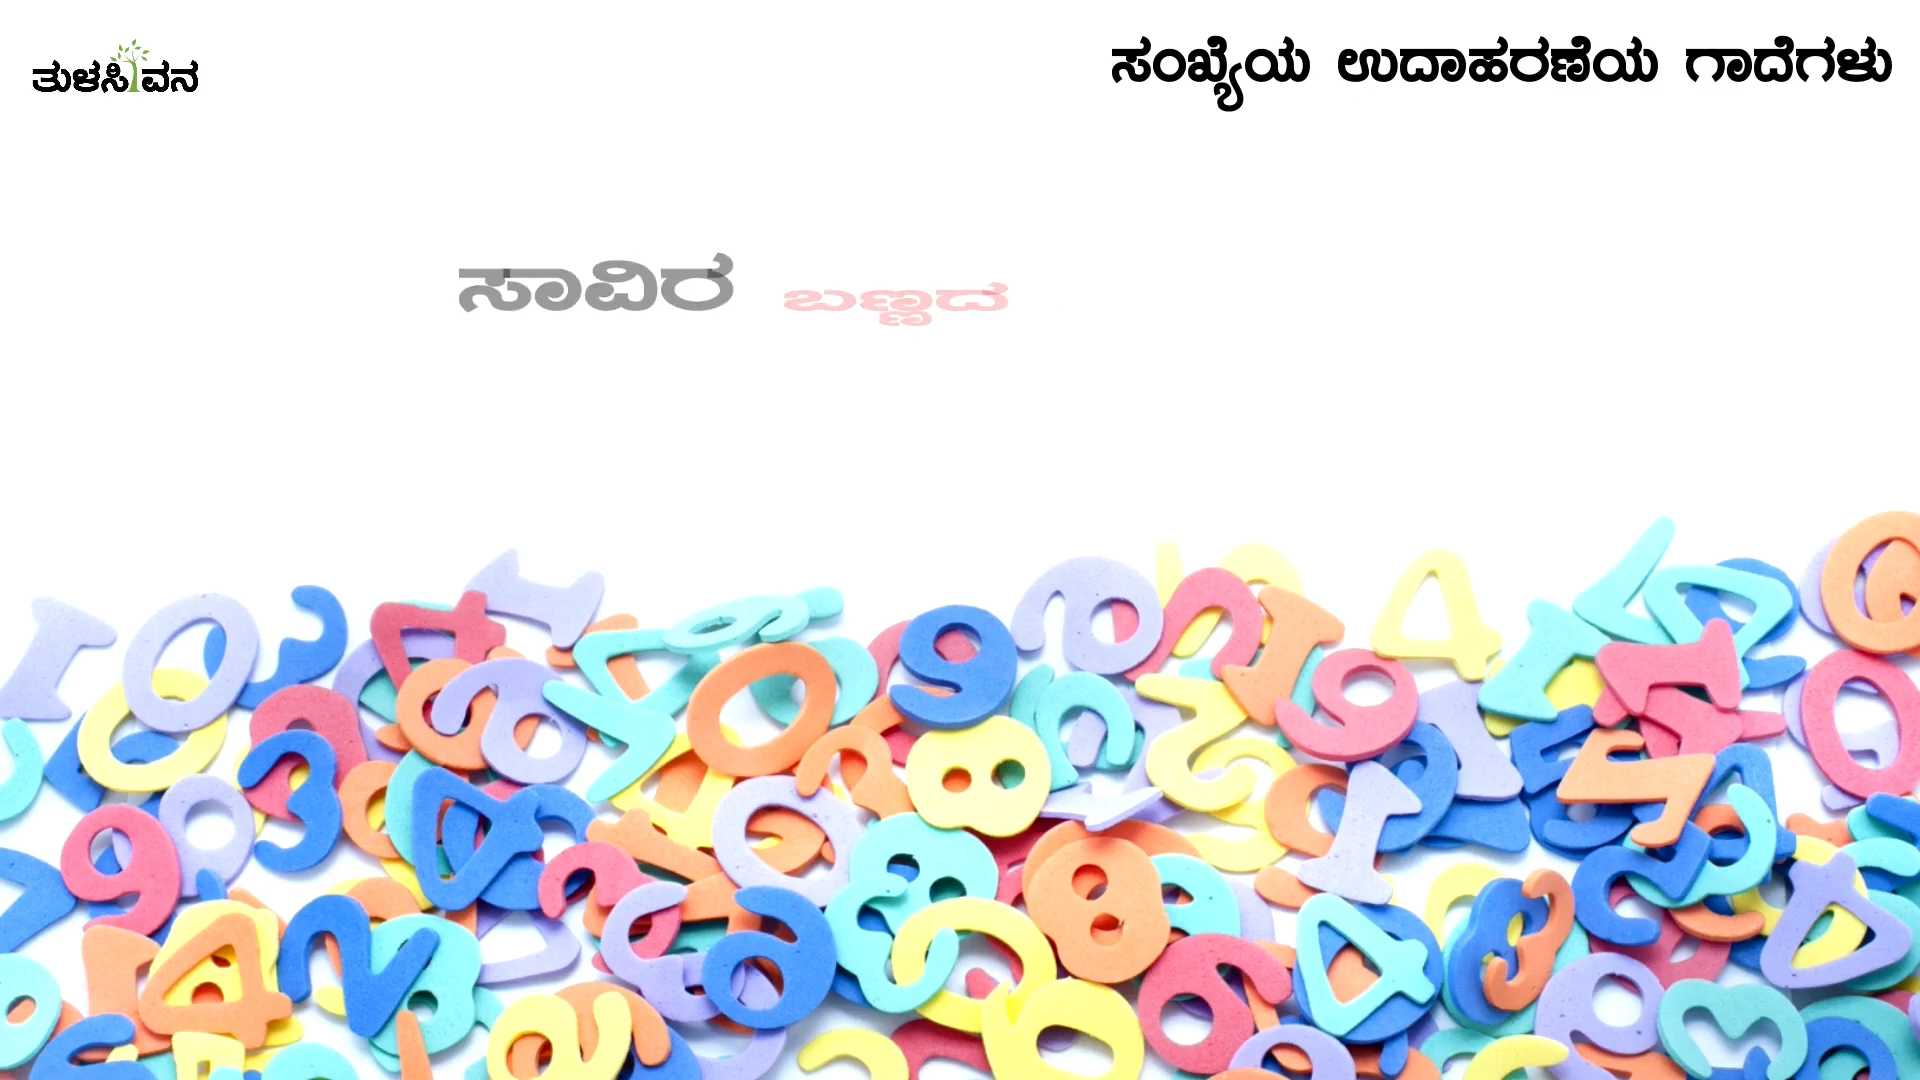 ತುಳಸಿವನ
ಸಂಖ್ಯೆಯ ಉದಾಹರಣೆಯ ಗಾದೆಗಳು
ಸಾವಿರ ಬಣ್ಣದ